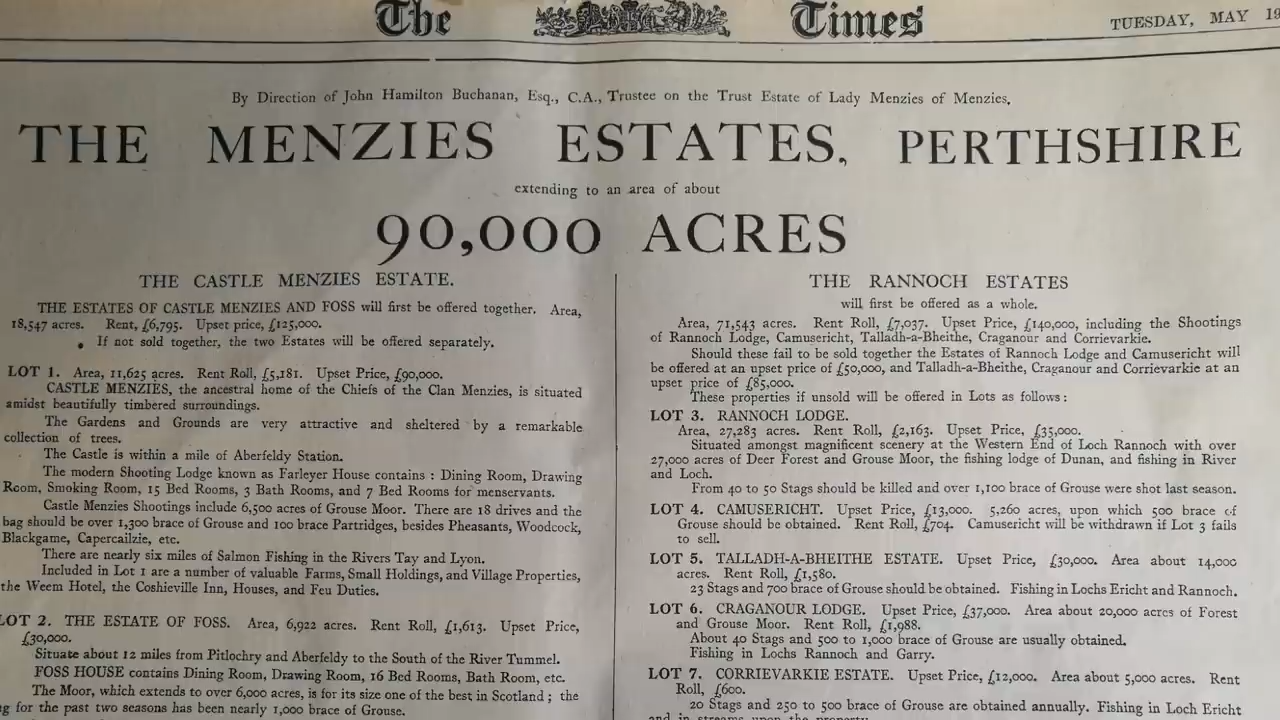 The Times
TUESDAY, MAY 19
By Direction of John Hamilton Buchanan, Esq., C.A., Trustee on the Trust Estate of Lady Menzies of Menzies.
THE MENZIES ESTATES, PERTHSHIRE
extending to an area of about
90,000 ACRES
THE CASTLE MENZIES ESTATE.
THE ESTATES OF CASTLE MENZIES AND FOSS will first be offered together. Area,
18,547 acres. Rent, £6,795. Upset price, £125,000.
If not sold together, the two Estates will be offered separately.
LOT 1. Area, 11,625 acres. Rent Roll, £5,181. Upset Price, £90,000.
CASTLE MENZIES, the ancestral home of the Chiefs of the Clan Menzies, is situated
amidst beautifully timbered surroundings.
The Gardens and Grounds are very attractive and sheltered by a remarkable
collection of trees.
The Castle is within a mile of Aberfeldy Station.
The modern Shooting Lodge known as Farleyer House contains : Dining Room, Drawing
Room, Smoking Room, 15 Bed Rooms, 3 Bath Rooms, and 7 Bed Rooms for menservants.
Castle Menzies Shootings include 6,500 acres of Grouse Moor. There are 18 drives and the
bag should be over 1,300 brace of Grouse and 100 brace Partridges, besides Pheasants, Woodcock,
Blackgame, Capercailzie, etc.
There are nearly six miles of Salmon Fishing in the Rivers Tay and Lyon.
Included in Lot 1 are a number of valuable Farms, Small Holdings, and Village Properties,
the Weem Hotel, the Coshieville Inn, Houses, and Feu Duties.
LOT 2. THE ESTATE OF FOSS. Area, 6,922 acres. Rent Roll, £1,613. Upset Price,
£30,000.
Situate about 12 miles from Pitlochry and Aberfeldy to the South of the River Tummel.
FOSS HOUSE contains Dining Room, Drawing Room, 16 Bed Rooms, Bath Room, etc.
The Moor, which extends to over 6,000 acres, is for its size one of the best in Scotland ; the
for the past two seasons has been nearly 1,000 brace of Grouse.
THE RANNOCH ESTATES
will first be offered as a whole.
Area, 71,543 acres. Rent Roll, £7,037. Upset Price, £140,000, including the Shootings
of Rannoch Lodge, Camusericht, Talladh-a-Bheithe, Craganour and Corrievarkie.
Should these fail to be sold together the Estates of Rannoch Lodge and Camusericht will
be offered at an upset price of £50,000, and Talladh-a-Bheithe, Craganour and Corrievarkie at an
upset price of £85,000.
These properties if unsold will be offered in Lots as follows :
LOT 3. RANNOCH LODGE.
Area, 27,283 acres. Rent Roll, £2,163. Upset Price, £35,000.
Situated amongst magnificent scenery at the Western End of Loch Rannoch with over
27,000 acres of Deer Forest and Grouse Moor, the fishing lodge of Dunan, and fishing in River
and Loch.
From 40 to 50 Stags should be killed and over 1,100 brace of Grouse were shot last season.
LOT 4. CAMUSERICHT. Upset Price, £13,000. 5,260 acres, upon which 500 brace of
Grouse should be obtained. Rent Roll, £704. Camusericht will be withdrawn if Lot 3 fails
to sell.
LOT 5. TALLADH-A-BHEITHE ESTATE. Upset Price, £30,000. Area about 14,000
acres. Rent Roll, £1,580.
23 Stags and 700 brace of Grouse should be obtained. Fishing in Lochs Ericht and Rannoch.
LOT 6. CRAGANOUR LODGE. Upset Price, £37,000. Area about 20,000 acres of Forest
and Grouse Moor. Rent Roll, £1,988.
About 40 Stags and 500 to 1,000 brace of Grouse are usually obtained.
Fishing in Lochs Rannoch and Garry.
LOT 7. CORRIEVARKIE ESTATE. Upset Price, £12,000. Area about 5,000 acres. Rent
Roll, £600.
20 Stags and 250 to 500 brace of Grouse are obtained annually. Fishing in Loch Ericht
and in streams upon the property.